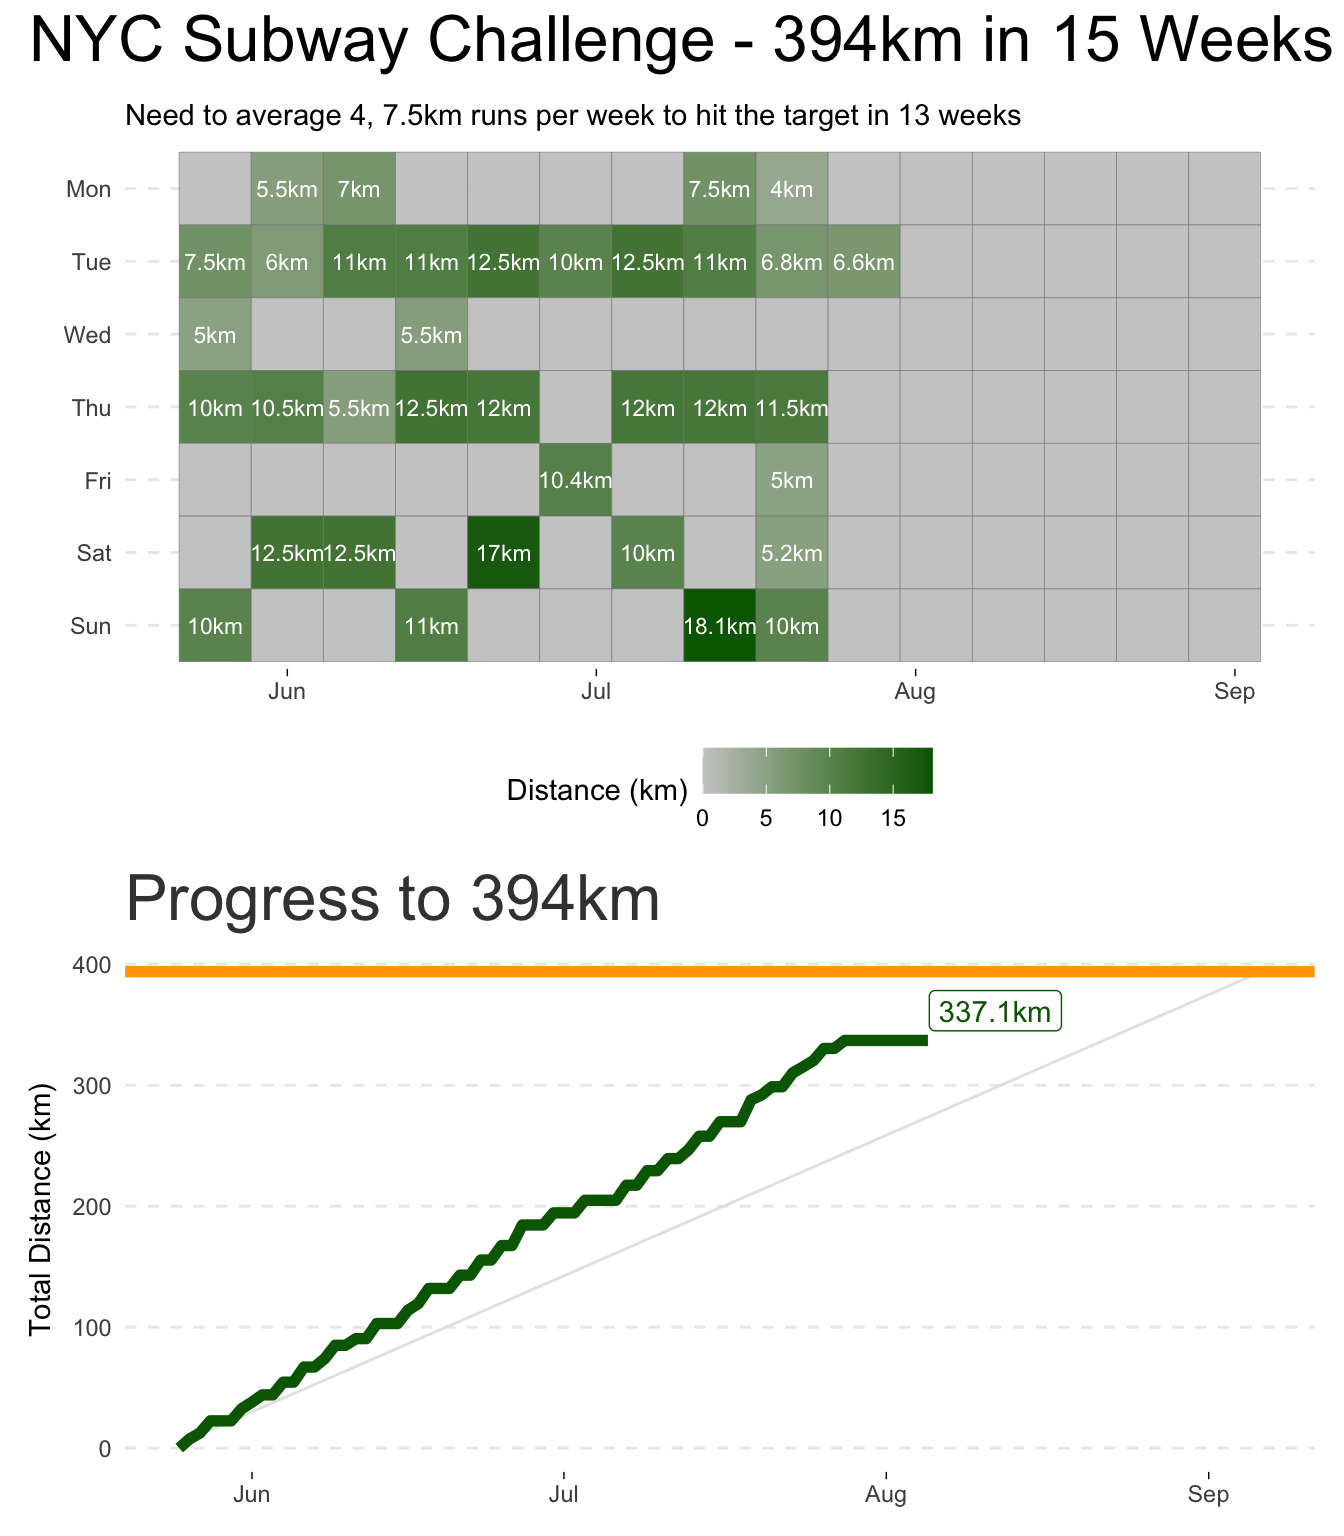 NYC Subway Challenge - 394km in 15 Weeks
Need to average 4, 7.5km runs per week to hit the target in 13 weeks
Mon 5.5km 7km 7.5km 4km
Tue 7.5km 6km 11km 11km 12.5km 10km 12.5km 11km 6.8km 6.6km
Wed 5km 5.5km
Thu 10km 10.5km 5.5km 12.5km 12km 12km 12km 11.5km
Fri 10.4km 5km
Sat 12.5km 12.5km 17km 10km 5.2km
Sun 10km 11km 18.1km 10km
Jun Jul Aug Sep
Distance (km)
0 5 10 15
Progress to 394km
400
337.1km
300
Total Distance (km)
200
100
0
Jun Jul Aug Sep